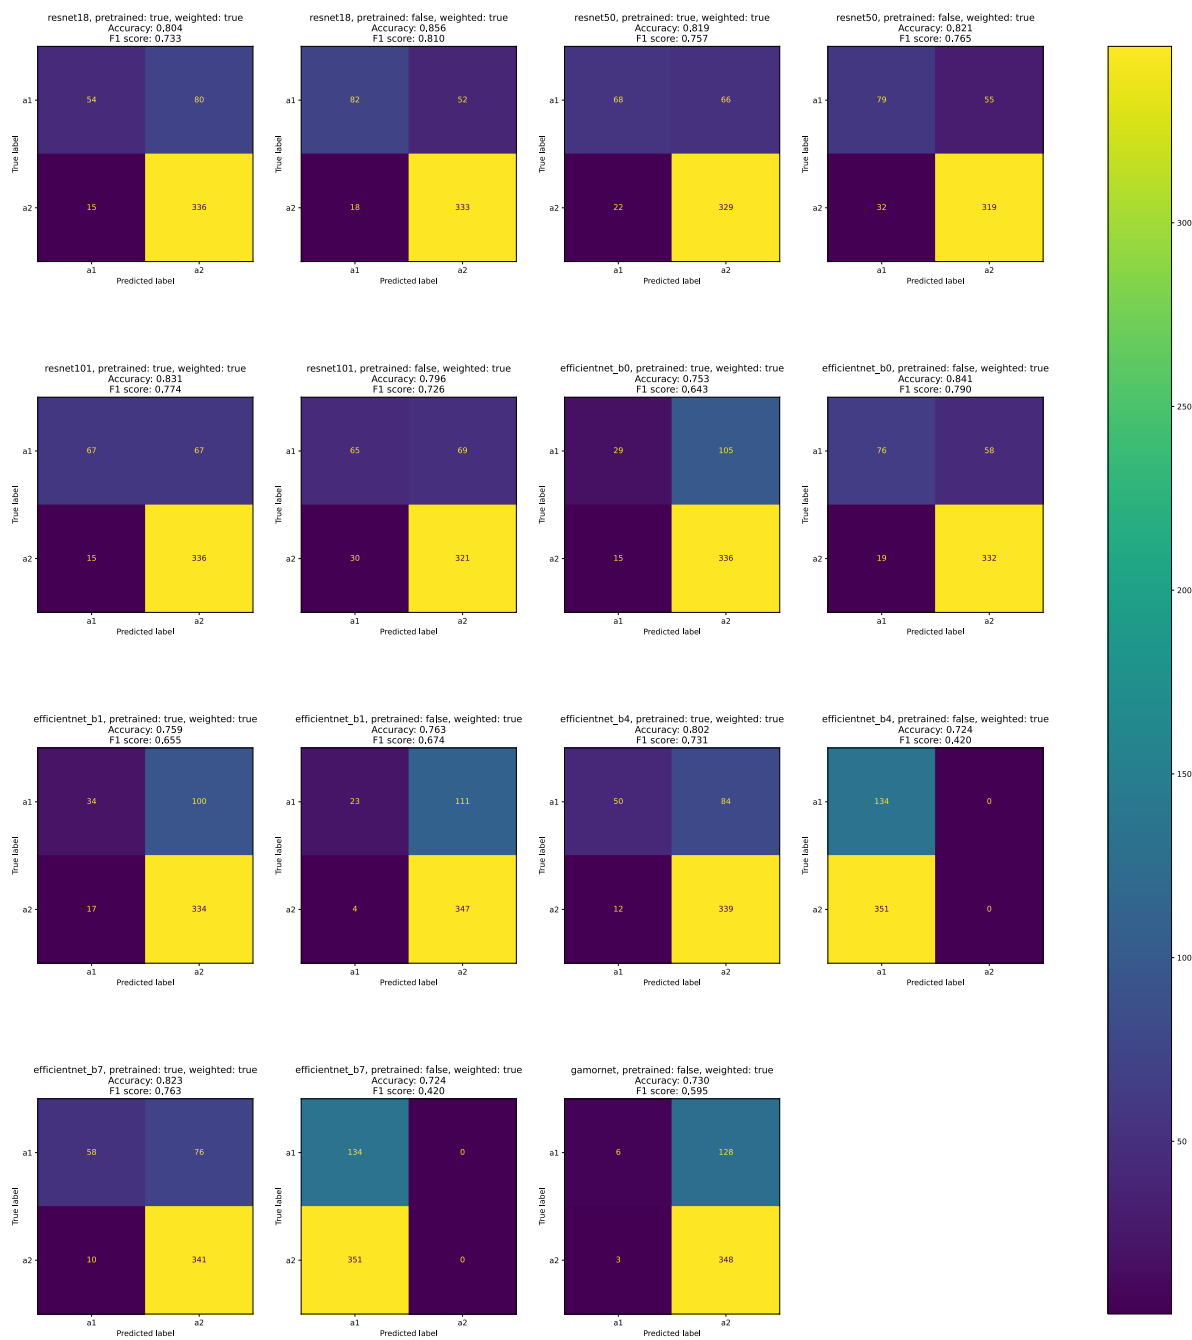 resnet18, pretrained: true, weighted: true
Accuracy: 0.804
F1 score: 0.733
a1
54
80
True label
a2
15
336
a1
a2
Predicted label
resnet18, pretrained: false, weighted: true
Accuracy: 0.856
F1 score: 0.810
a1
82
52
True label
a2
18
333
a1
a2
Predicted label
resnet50, pretrained: true, weighted: true
Accuracy: 0.819
F1 score: 0.757
a1
68
66
True label
a2
22
329
a1
a2
Predicted label
resnet50, pretrained: false, weighted: true
Accuracy: 0.821
F1 score: 0.765
a1
79
55
True label
a2
32
319
a1
a2
Predicted label
resnet101, pretrained: true, weighted: true
Accuracy: 0.831
F1 score: 0.774
a1
67
67
True label
a2
15
336
a1
a2
Predicted label
resnet101, pretrained: false, weighted: true
Accuracy: 0.796
F1 score: 0.726
a1
65
69
True label
a2
30
321
a1
a2
Predicted label
efficientnet_b0, pretrained: true, weighted: true
Accuracy: 0.753
F1 score: 0.643
a1
29
105
True label
a2
15
336
a1
a2
Predicted label
efficientnet_b0, pretrained: false, weighted: true
Accuracy: 0.841
F1 score: 0.790
a1
76
58
True label
a2
19
332
a1
a2
Predicted label
efficientnet_b1, pretrained: true, weighted: true
Accuracy: 0.759
F1 score: 0.655
a1
34
100
True label
a2
17
334
a1
a2
Predicted label
efficientnet_b1, pretrained: false, weighted: true
Accuracy: 0.763
F1 score: 0.674
a1
23
111
True label
a2
4
347
a1
a2
Predicted label
efficientnet_b4, pretrained: true, weighted: true
Accuracy: 0.802
F1 score: 0.731
a1
50
84
True label
a2
12
339
a1
a2
Predicted label
efficientnet_b4, pretrained: false, weighted: true
Accuracy: 0.724
F1 score: 0.420
a1
134
0
True label
a2
351
0
a1
a2
Predicted label
efficientnet_b7, pretrained: true, weighted: true
Accuracy: 0.823
F1 score: 0.763
a1
58
76
True label
a2
10
341
a1
a2
Predicted label
efficientnet_b7, pretrained: false, weighted: true
Accuracy: 0.724
F1 score: 0.420
a1
134
0
True label
a2
351
0
a1
a2
Predicted label
gamornet, pretrained: false, weighted: true
Accuracy: 0.730
F1 score: 0.595
a1
6
128
True label
a2
3
348
a1
a2
Predicted label
300
250
200
150
100
50